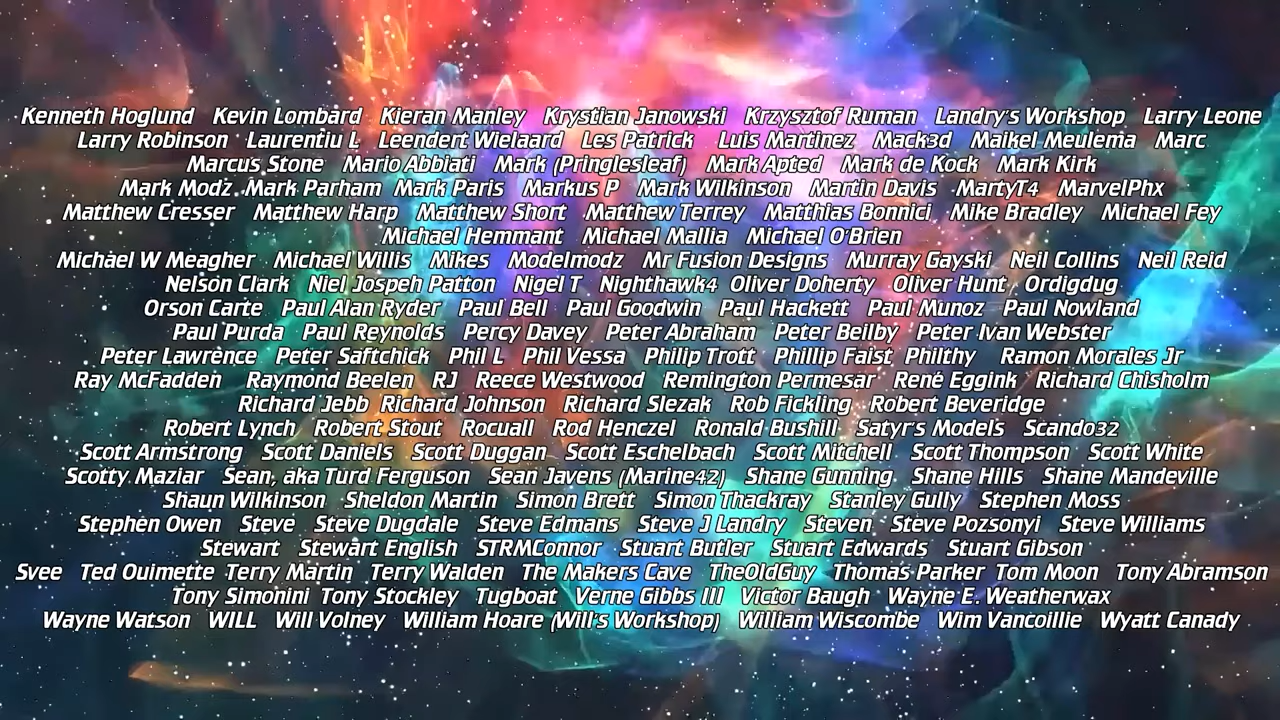 Kenneth Hoglund Kevin Lombard Kieran Manley Krystian Janowski Krzysztof Ruman Landry's Workshop Larry Leone
Larry Robinson Laurentiu L Leendert Wielaard Les Patrick Luis Martinez Mack3d Maikel Meulema Marc
Marcus Stone Mario Abbiati Mark (Pringlesleaf) Mark Apted Mark de Kock Mark Kirk
Mark Modz Mark Parham Mark Paris Markus P Mark Wilkinson Martin Davis MartyT4 MarvelPhx
Matthew Cresser Matthew Harp Matthew Short Matthew Terrey Matthias Bonnici Mike Bradley Michael Fey
Michael Hemmant Michael Mallia Michael O'Brien
Michael W Meagher Michael Willis Mikes Modelmodz Mr Fusion Designs Murray Gayski Neil Collins Neil Reid
Nelson Clark Niel Jospeh Patton Nigel T Nighthawk4 Oliver Doherty Oliver Hunt Ordigdug
Orson Carte Paul Alan Ryder Paul Bell Paul Goodwin Paul Hackett Paul Munoz Paul Nowland
Paul Purda Paul Reynolds Percy Davey Peter Abraham Peter Beilby Peter Ivan Webster
Peter Lawrence Peter Saftchick Phil L Phil Vessa Philip Trott Phillip Faist Philthy Ramon Morales Jr
Ray McFadden Raymond Beelen RJ Reece Westwood Remington Permesar René Eggink Richard Chisholm
Richard Jebb Richard Johnson Richard Slezak Rob Fickling Robert Beveridge
Robert Lynch Robert Stout Rocuall Rod Henczel Ronald Bushill Satyr's Models Scando32
Scott Armstrong Scott Daniels Scott Duggan Scott Eschelbach Scott Mitchell Scott Thompson Scott White
Scotty Maziar Sean, aka Turd Ferguson Sean Javens (Marine42) Shane Gunning Shane Hills Shane Mandeville
Shaun Wilkinson Sheldon Martin Simon Brett Simon Thackray Stanley Gully Stephen Moss
Stephen Owen Steve Steve Dugdale Steve Edmans Steve J Landry Steven Steve Pozsonyi Steve Williams
Stewart Stewart English STRMConnor Stuart Butler Stuart Edwards Stuart Gibson
Svee Ted Ouimette Terry Martin Terry Walden The Makers Cave TheOldGuy Thomas Parker Tom Moon Tony Abramson
Tony Simonini Tony Stockley Tugboat Verne Gibbs III Victor Baugh Wayne E. Weatherwax
Wayne Watson WILL Will Volney William Hoare (Will's Workshop) William Wiscombe Wim Vancoillie Wyatt Canady